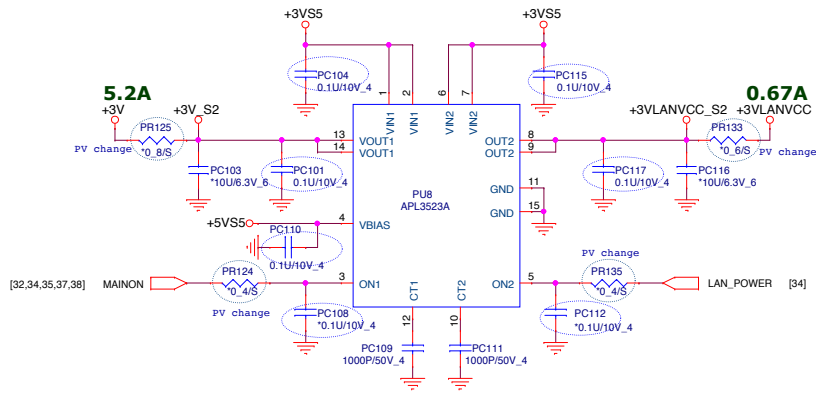 +3VS5
+3VS5
PC104
0.1U/10V_4
PC115
0.1U/10V_4
1
2
6
7
VIN1
VIN1
VIN2
VIN2
5.2A
+3V
+3V_S2
PR125
*0_8/S
PV change
13
14
VOUT1
VOUT1
PC103
*10U/6.3V_6
PC101
0.1U/10V_4
OUT2
OUT2
8
9
+3VLANVCC_S2
0.67A
+3VLANVCC
PR133
*0_6/S
PV change
PC117
0.1U/10V_4
PC116
*10U/6.3V_6
PU8
APL3523A
GND
GND
11
15
+5VS5
4
VBIAS
PC110
0.1U/10V_4
[32,34,35,37,38]
MAINON
PR124
*0_4/S
PV change
3
ON1
PC108
*0.1U/10V_4
ON2
5
PV change
PR135
*0_4/S
LAN_POWER
[34]
PC112
*0.1U/10V_4
CT1
CT2
12
10
PC109
1000P/50V_4
PC111
1000P/50V_4